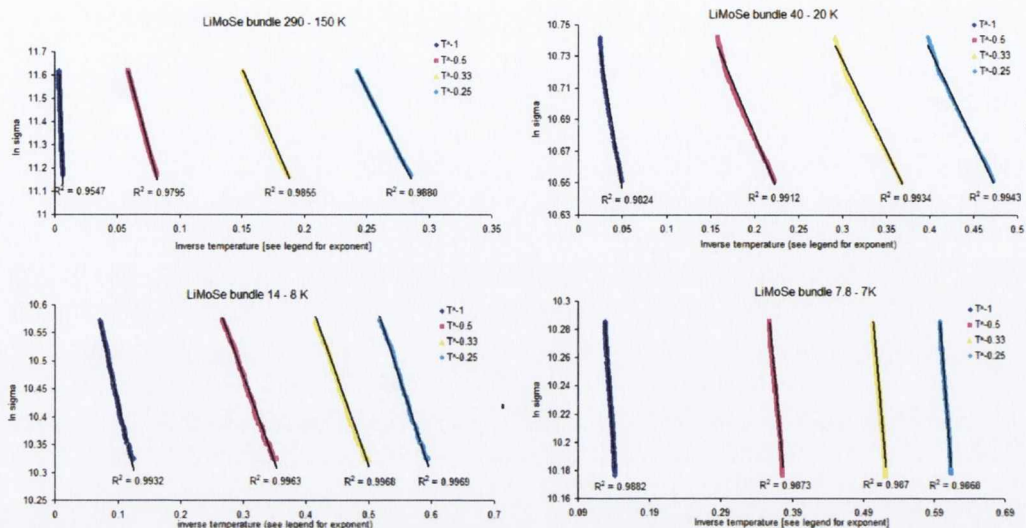 LiMoSe bundle 290 - 150 K
11.8
11.7
11.6
11.5
11.4
11.3
11.2
11.1
11
ln sigma
T^-1
T^-0.5
T^-0.33
T^-0.25
R² = 0.9547
R² = 0.9795
R² = 0.9855
R² = 0.9880
0
0.05
0.1
0.15
0.2
0.25
0.3
0.35
Inverse temperature [see legend for exponent]
LiMoSe bundle 40 - 20 K
10.75
10.73
10.71
10.69
10.67
10.65
10.63
ln sigma
T^-1
T^-0.5
T^-0.33
T^-0.25
R² = 0.9824
R² = 0.9912
R² = 0.9934
R² = 0.9943
0
0.05
0.1
0.15
0.2
0.25
0.3
0.35
0.4
0.45
0.5
Inverse temperature (see legend for exponent)
LiMoSe bundle 14 - 8 K
10.6
10.55
10.5
10.45
10.4
10.35
10.3
10.25
ln sigma
T^-1
T^-0.5
T^-0.33
T^-0.25
R² = 0.9932
R² = 0.9963
R² = 0.9968
R² = 0.9969
0
0.1
0.2
0.3
0.4
0.5
0.6
0.7
inverse temperature (see legend for exponent)
LiMoSe bundle 7.8 - 7K
10.3
10.28
10.26
10.24
10.22
10.2
10.18
10.16
ln sigma
T^-1
T^-0.5
T^-0.33
T^-0.25
R² = 0.9882
R² = 0.9873
R² = 0.987
R² = 0.9868
0.09
0.19
0.29
0.39
0.49
0.59
0.69
Inverse temperature [see legend for exponent]